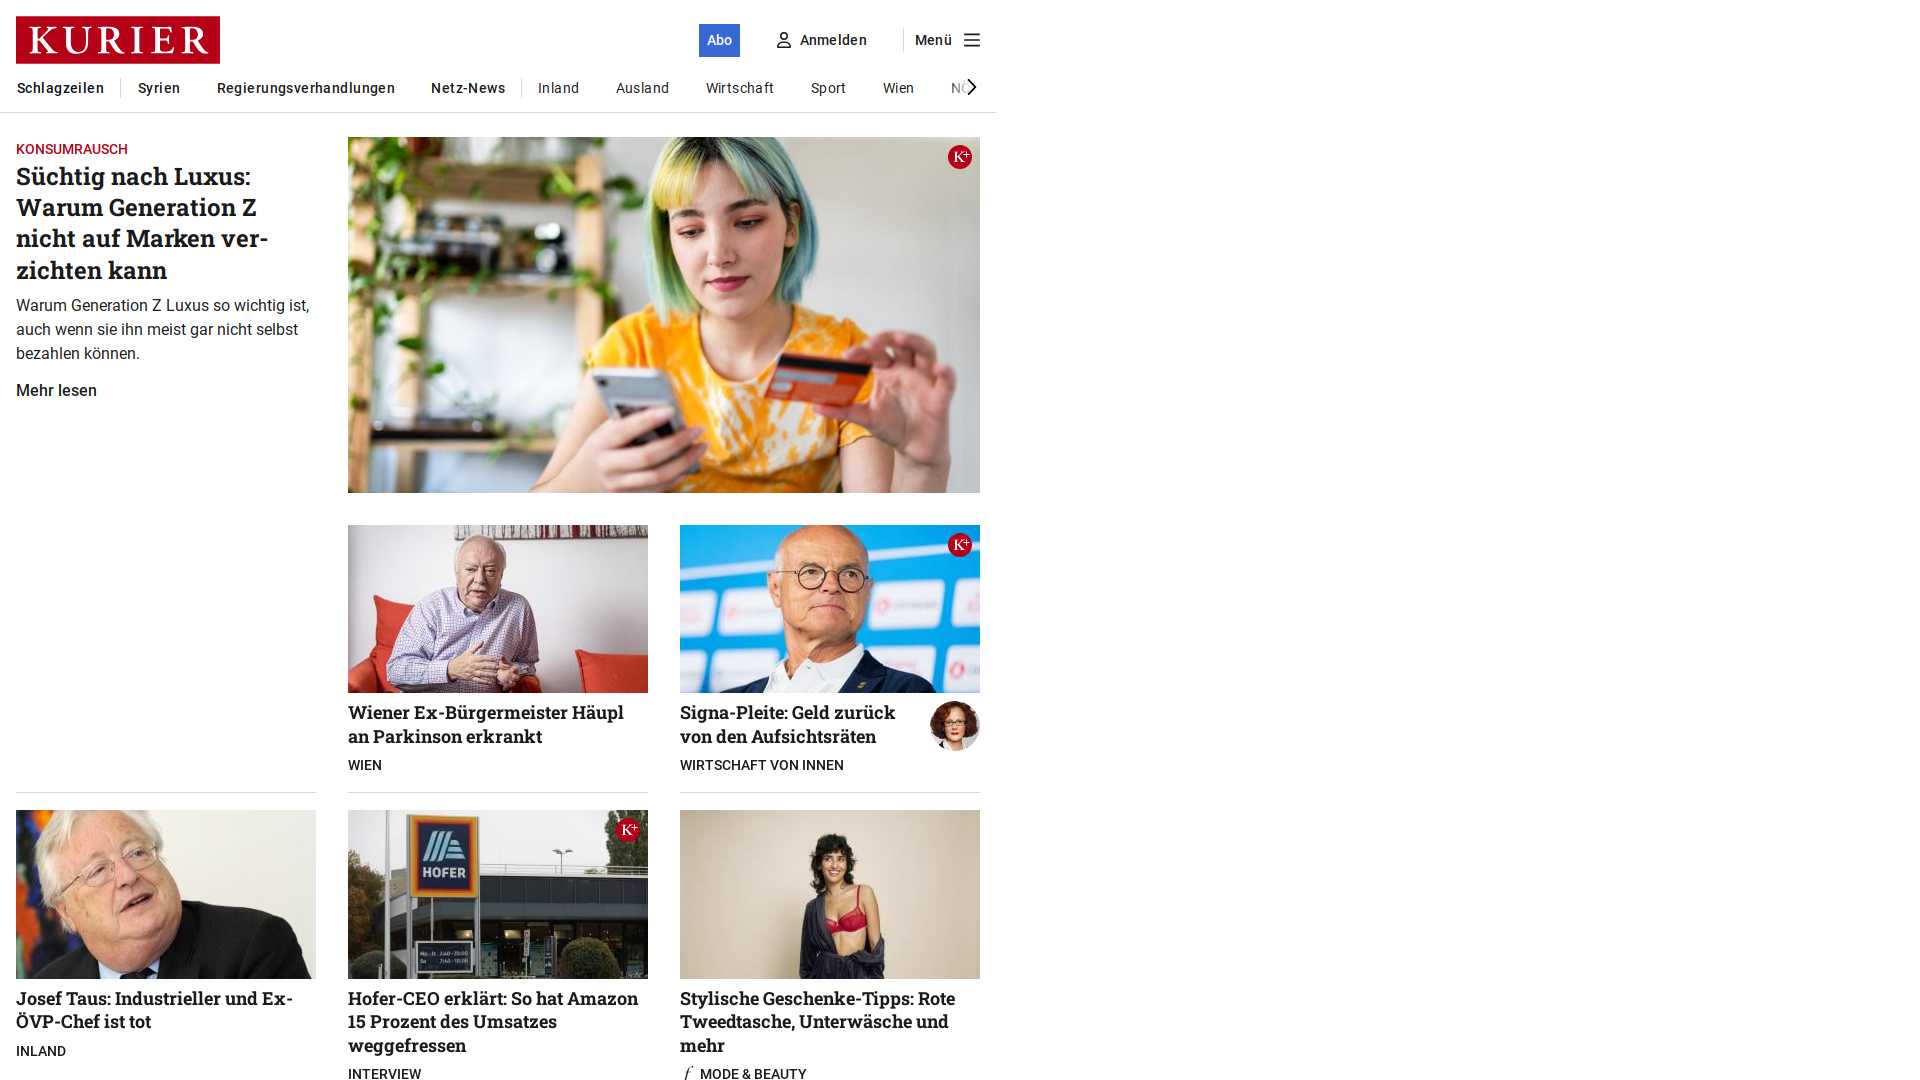 KURIER
Abo
Anmelden
Menü
Schlagzeilen
Syrien
Regierungsverhandlungen
Netz-News
Inland
Ausland
Wirtschaft
Sport
Wien
NÖ
KONSUMRAUSCH
Süchtig nach Luxus:
Warum Generation Z
nicht auf Marken ver-
zichten kann
Warum Generation Z Luxus so wichtig ist,
auch wenn sie ihn meist gar nicht selbst
bezahlen können.
Mehr lesen
K+
Wiener Ex-Bürgermeister Häupl
an Parkinson erkrankt
WIEN
K+
Signa-Pleite: Geld zurück
von den Aufsichtsräten
WIRTSCHAFT VON INNEN
Josef Taus: Industrieller und Ex-
ÖVP-Chef ist tot
INLAND
K+
HOFER
Hofer-CEO erklärt: So hat Amazon
15 Prozent des Umsatzes
weggefressen
INTERVIEW
Stylische Geschenke-Tipps: Rote
Tweedtasche, Unterwäsche und
mehr
f MODE & BEAUTY